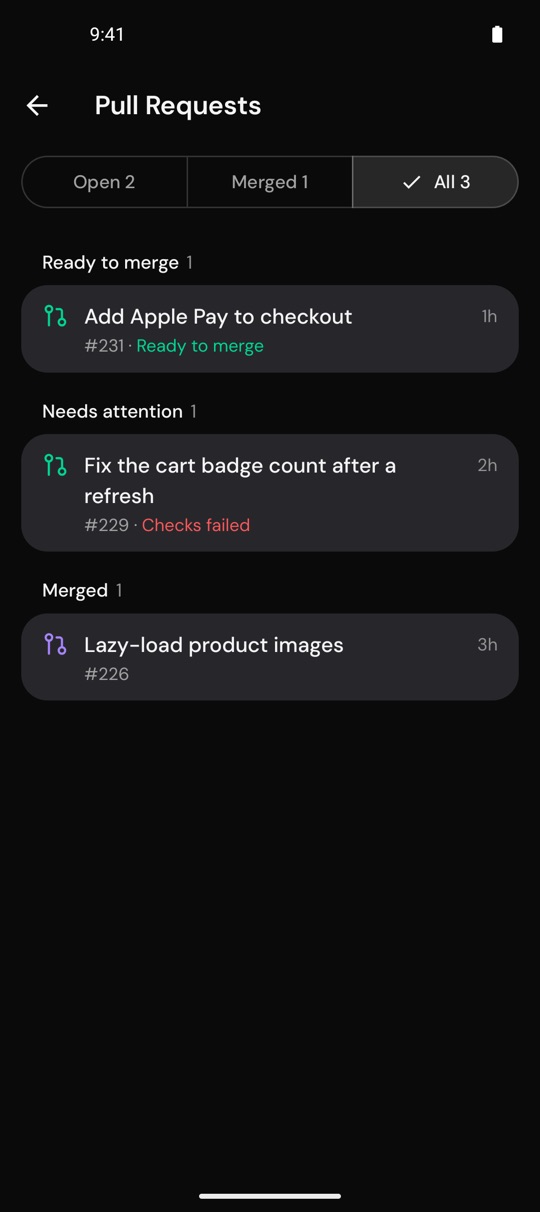 9:41
Pull Requests
Open 2
Merged 1
All 3
Ready to merge 1
Add Apple Pay to checkout 1h
#231 · Ready to merge
Needs attention 1
Fix the cart badge count after a 2h
refresh
#229 · Checks failed
Merged 1
Lazy-load product images 3h
#226